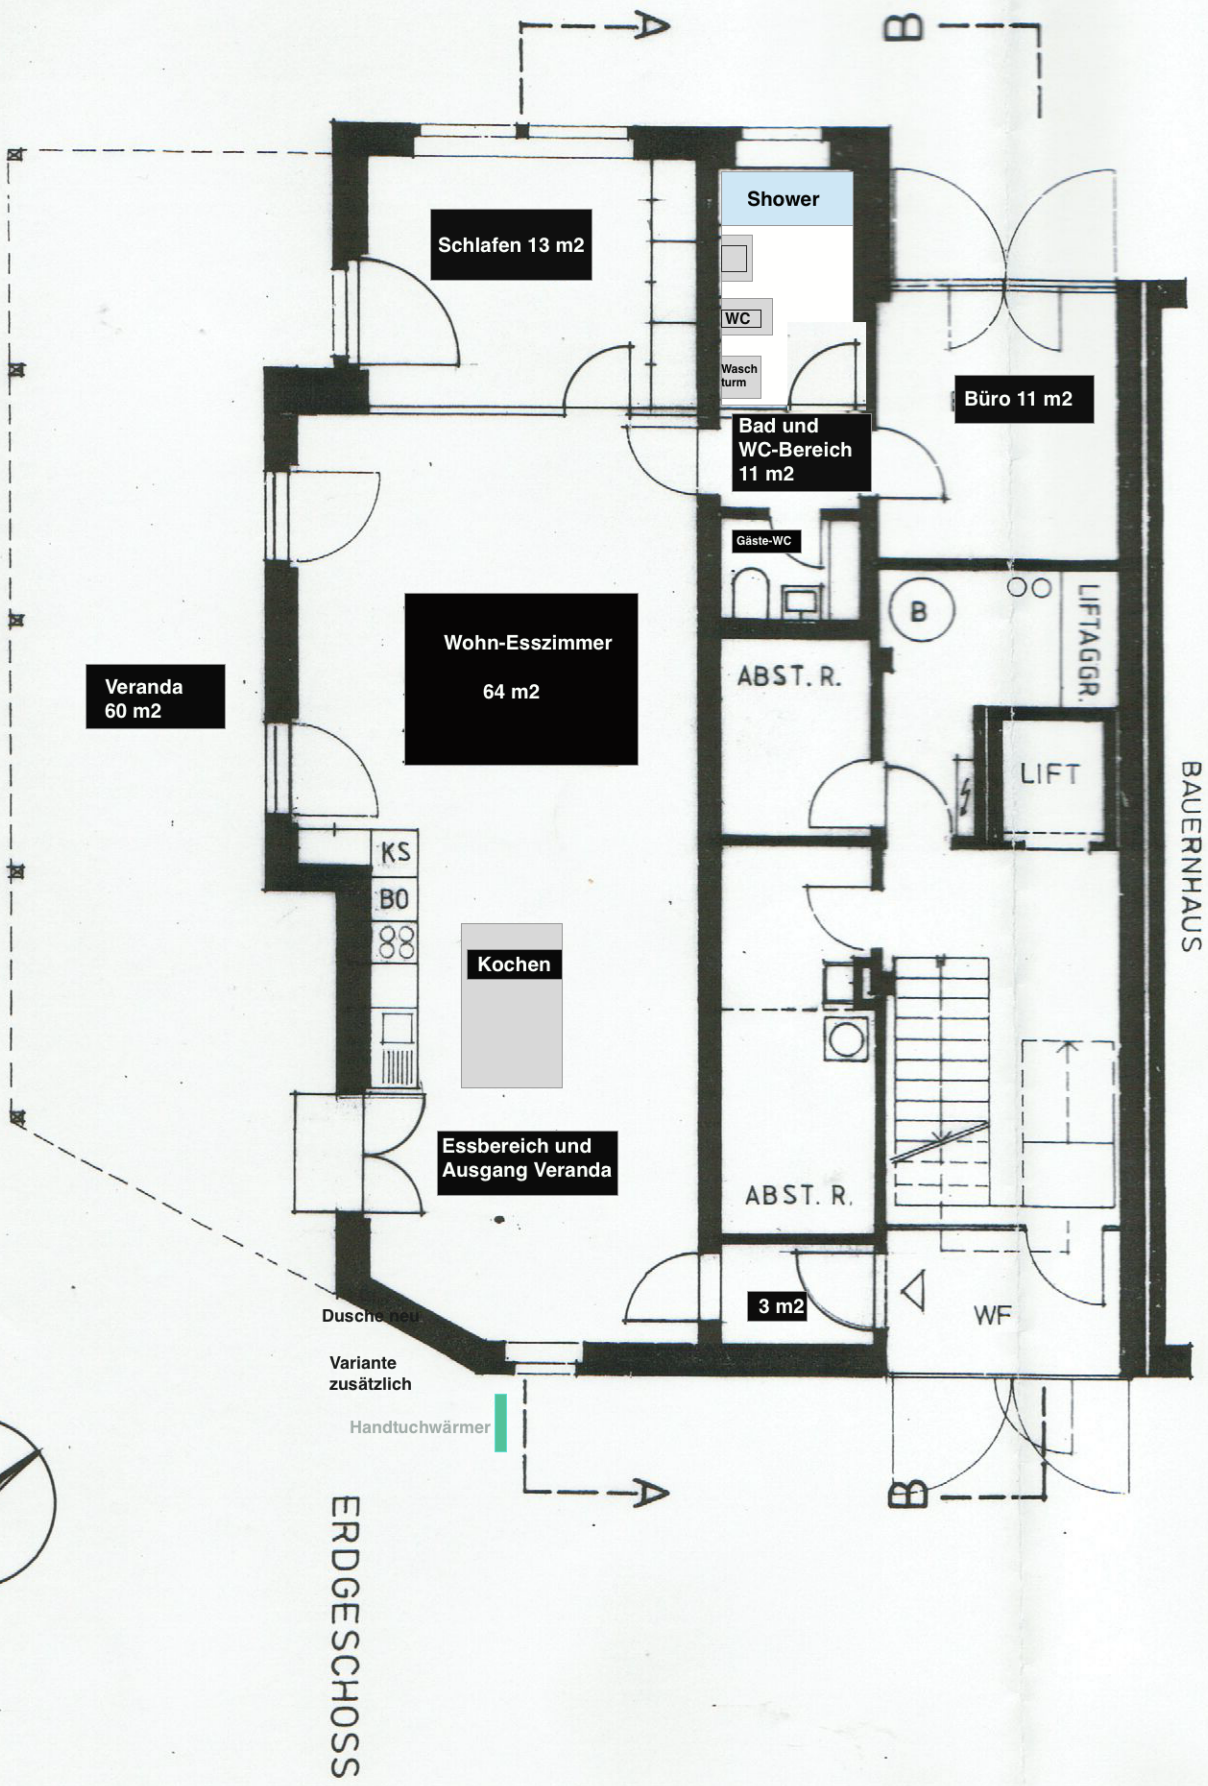 A
B
Shower
Schlafen 13 m2
WC
Wasch
turm
Büro 11 m2
Bad und
WC-Bereich
11 m2
Gäste-WC
B
LIFTAGGR.
Wohn-Esszimmer
64 m2
ABST. R.
Veranda
60 m2
LIFT
BAUERNHAUS
KS
BO
Kochen
Essbereich und
Ausgang Veranda
ABST. R.
3 m2
WF
Dusche neu
Variante
zusätzlich
Handtuchwärmer
A
B
ERDGESCHOSS